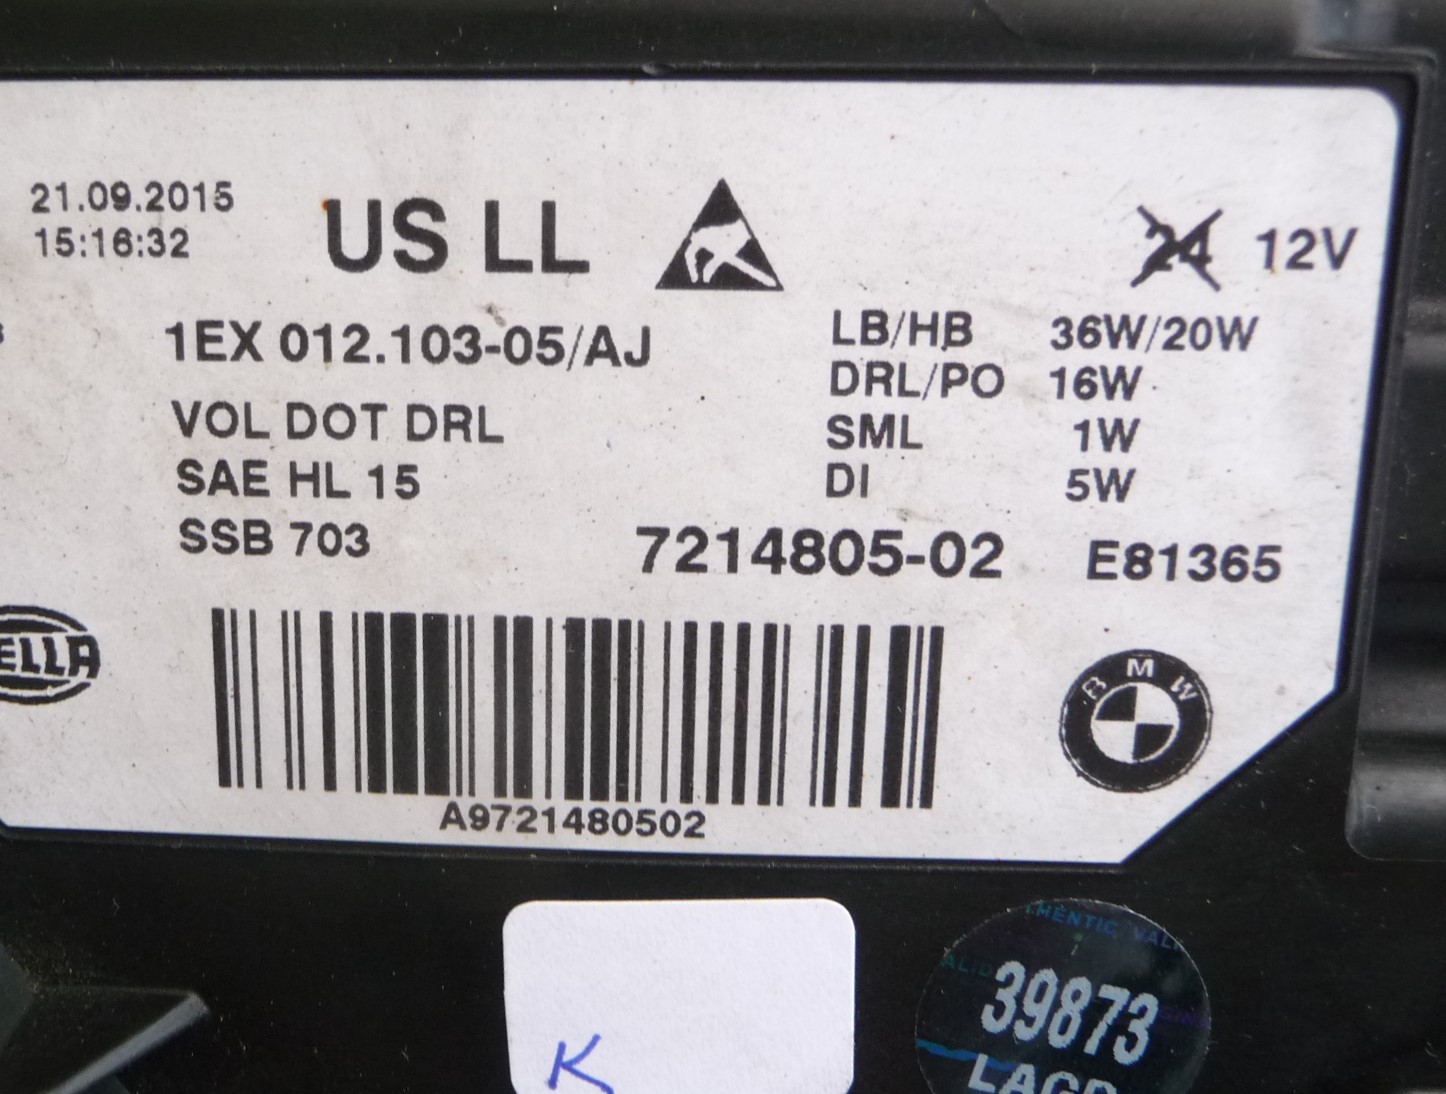 21.09.2015
15:16:32
US LL
24 12V
1EX 012.103-05/AJ
LB/HB 36W/20W
DRL/PO 16W
VOL DOT DRL
SML 1W
SAE HL 15
DI 5W
SSB 703
7214805-02 E81365
ELLA
BMW
A9721480502
39873
K